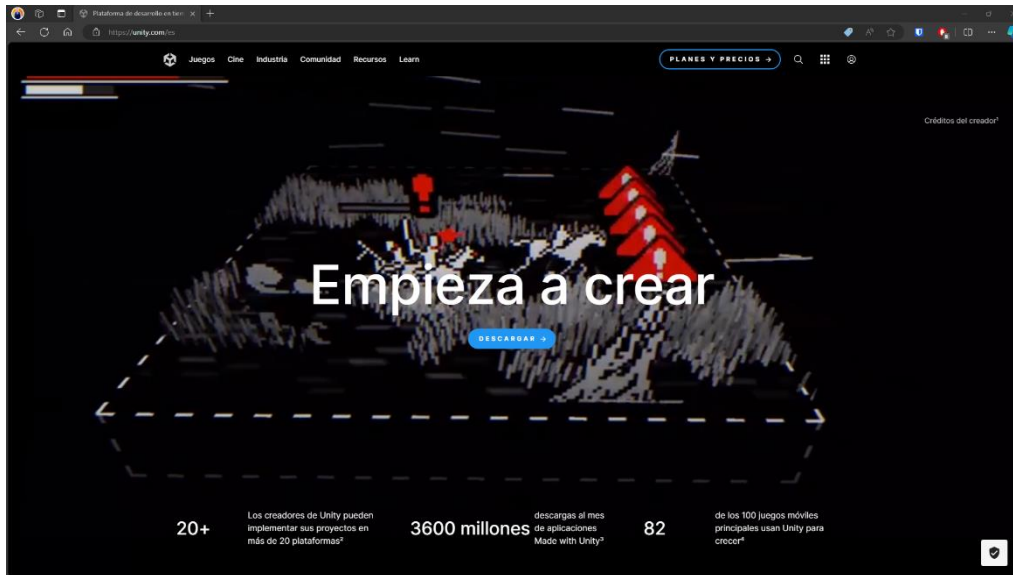 Plataforma de desarrollo en tiem
https://unity.com/es
Juegos Cine Industria Comunidad Recursos Learn
PLANES Y PRECIOS →
Créditos del creador¹
Empieza a crear
DESCARGAR →
20+
Los creadores de Unity pueden
implementar sus proyectos en
más de 20 plataformas²
3600 millones
descargas al mes
de aplicaciones
Made with Unity³
82
de los 100 juegos móviles
principales usan Unity para
crecer⁴